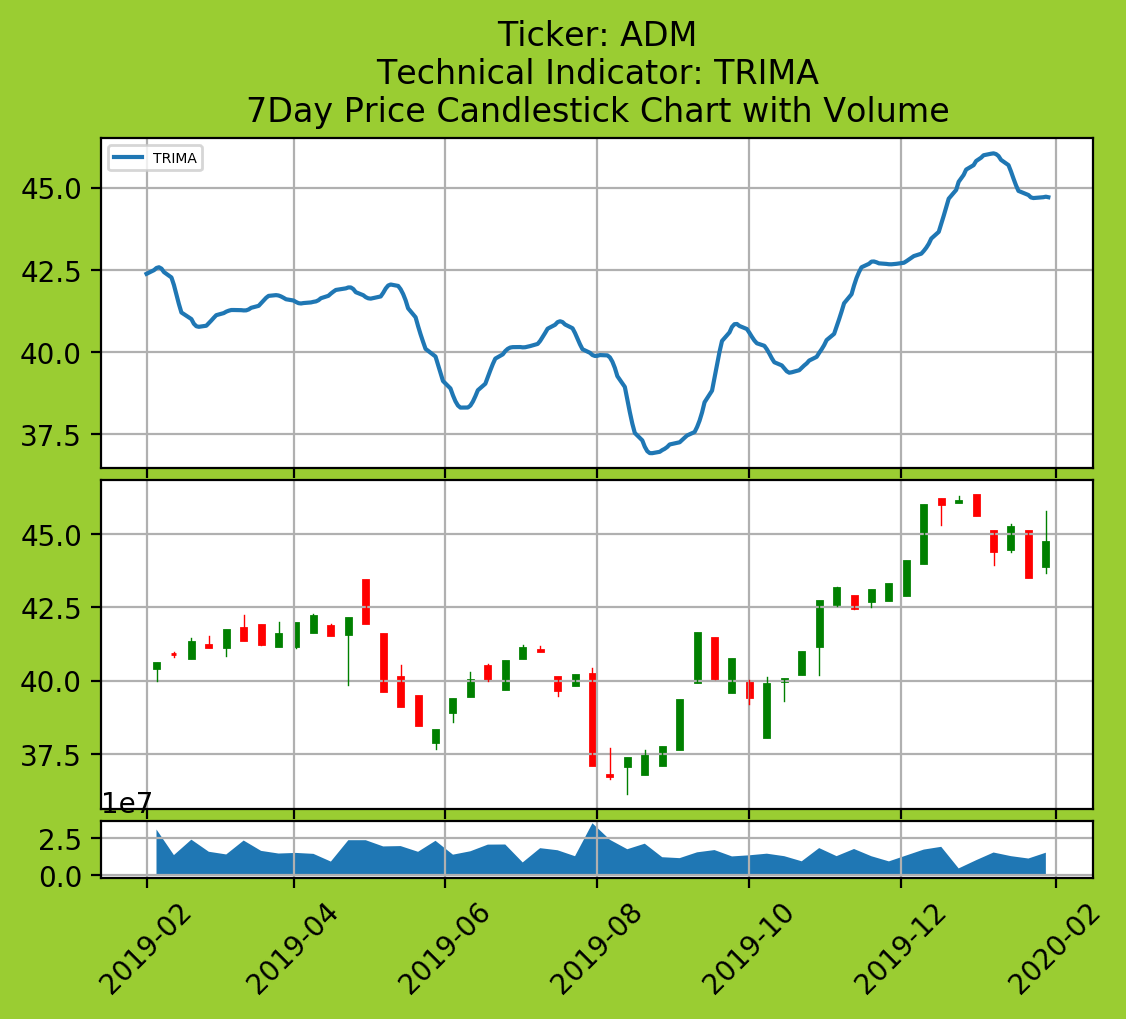 Ticker: ADM
Technical Indicator: TRIMA
7Day Price Candlestick Chart with Volume
TRIMA
45.0
42.5
40.0
37.5
45.0
42.5
40.0
37.5
1e7
2.5
0.0
2019-02 2019-04 2019-06 2019-08 2019-10 2019-12 2020-02